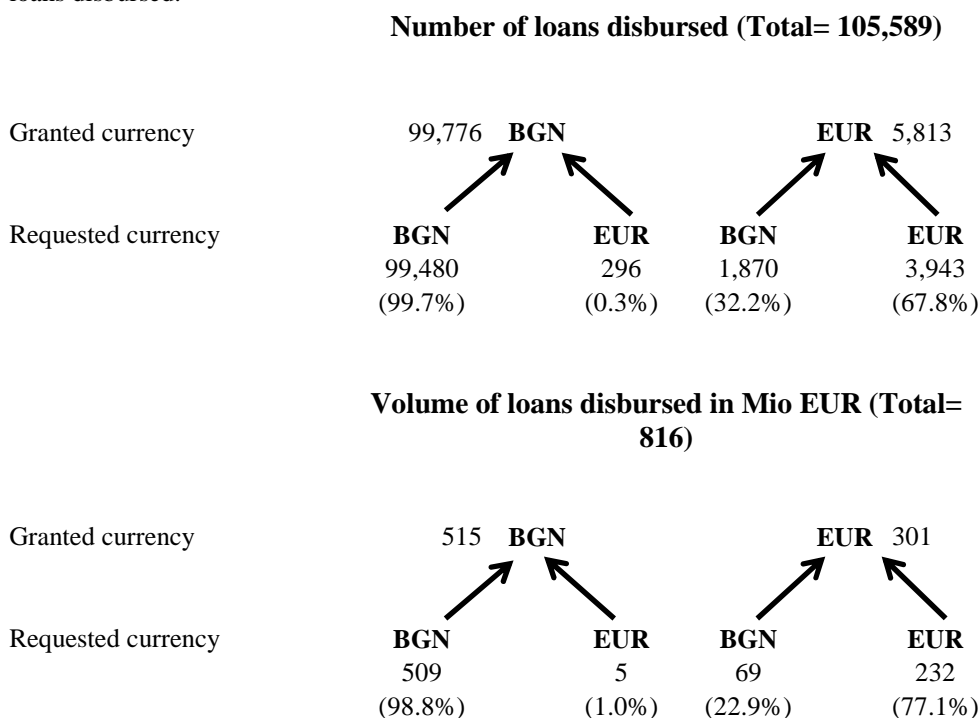 loans disbursed.
Number of loans disbursed (Total= 105,589)
Granted currency 99,776 BGN EUR 5,813
Requested currency BGN EUR BGN EUR
99,480 296 1,870 3,943
(99.7%) (0.3%) (32.2%) (67.8%)
Volume of loans disbursed in Mio EUR (Total=
816)
Granted currency 515 BGN EUR 301
Requested currency BGN EUR BGN EUR
509 5 69 232
(98.8%) (1.0%) (22.9%) (77.1%)